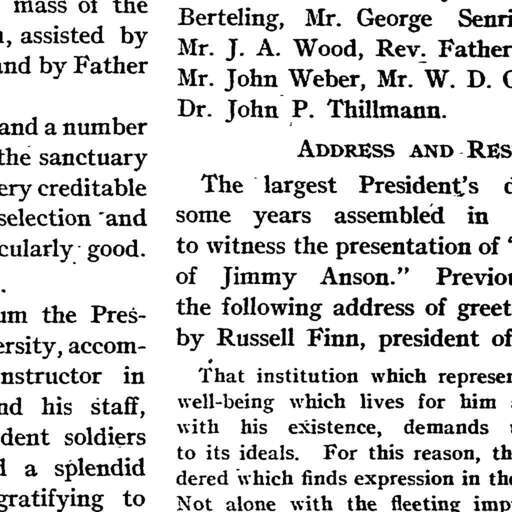 mass of the
assisted by
and by Father
and a number
the sanctuary
ery creditable
selection and
cularly good.
um the Pres-
ersity, accom-
nstructor in
nd his staff,
dent soldiers
d a splendid
gratifying to
Berteling, Mr. George Senri
Mr. J. A. Wood, Rev. Father
Mr. John Weber, Mr. W. D.
Dr. John P. Thillmann.
ADDRESS AND RES
The largest President's d
some years assembled in
to witness the presentation of "
of Jimmy Anson." Previou
the following address of greet
by Russell Finn, president of
That institution which represen
well-being which lives for him
with his existence, demands
to its ideals. For this reason, th
dered which finds expression in the
Not alone with the fleeting imp